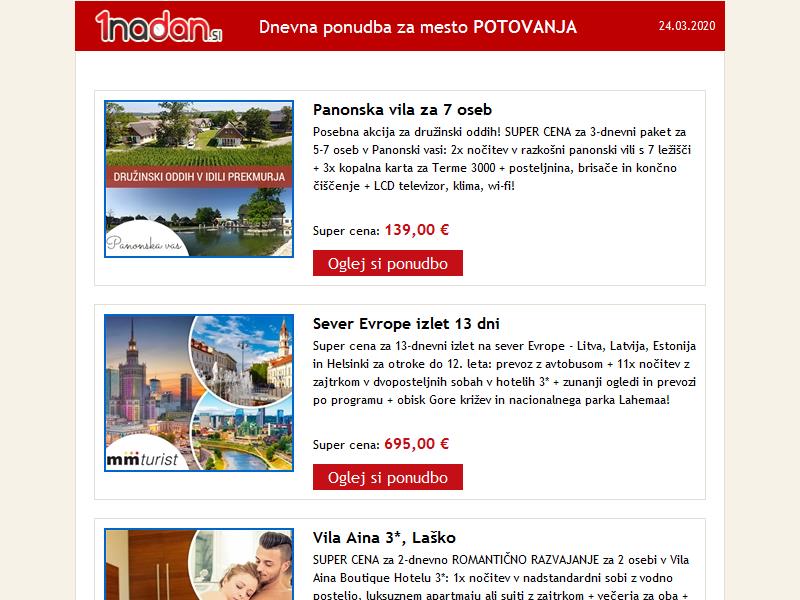 1nadan.si
Dnevna ponudba za mesto POTOVANJA
24.03.2020
DRUŽINSKI ODDIH V IDILI PREKMURJA
Panonska vas
Panonska vila za 7 oseb
Posebna akcija za družinski oddih! SUPER CENA za 3-dnevni paket za
5-7 oseb v Panonski vasi: 2x nočitev v razkošni panonski vili s 7 ležišči
+ 3x kopalna karta za Terme 3000 + posteljnina, brisače in končno
čiščenje + LCD televizor, klima, wi-fi!
Super cena: 139,00 €
Oglej si ponudbo
mmturist
Sever Evrope izlet 13 dni
Super cena za 13-dnevni izlet na sever Evrope - Litva, Latvija, Estonija
in Helsinki za otroke do 12. leta: prevoz z avtobusom + 11x nočitev z
zajtrkom v dvoposteljnih sobah v hotelih 3* + zunanji ogledi in prevozi
po programu + obisk Gore križev in nacionalnega parka Lahemaa!
Super cena: 695,00 €
Oglej si ponudbo
Vila Aina 3*, Laško
SUPER CENA za 2-dnevno ROMANTIČNO RAZVAJANJE za 2 osebi v Vila
Aina Boutique Hotelu 3*: 1x nočitev v nadstandardni sobi z vodno
posteljo, luksuznem apartmaju ali suiti z zajtrkom + večerja za oba +